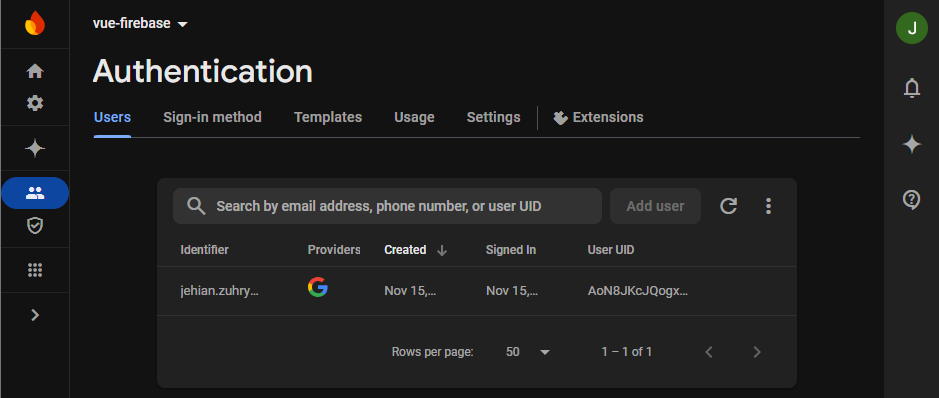 vue-firebase
J
Authentication
Users Sign-in method Templates Usage Settings Extensions
Search by email address, phone number, or user UID Add user
Identifier Providers Created Signed In User UID
jehian.zuhry... Nov 15,... Nov 15,... AoN8JKcJQogx...
Rows per page: 50 1 – 1 of 1